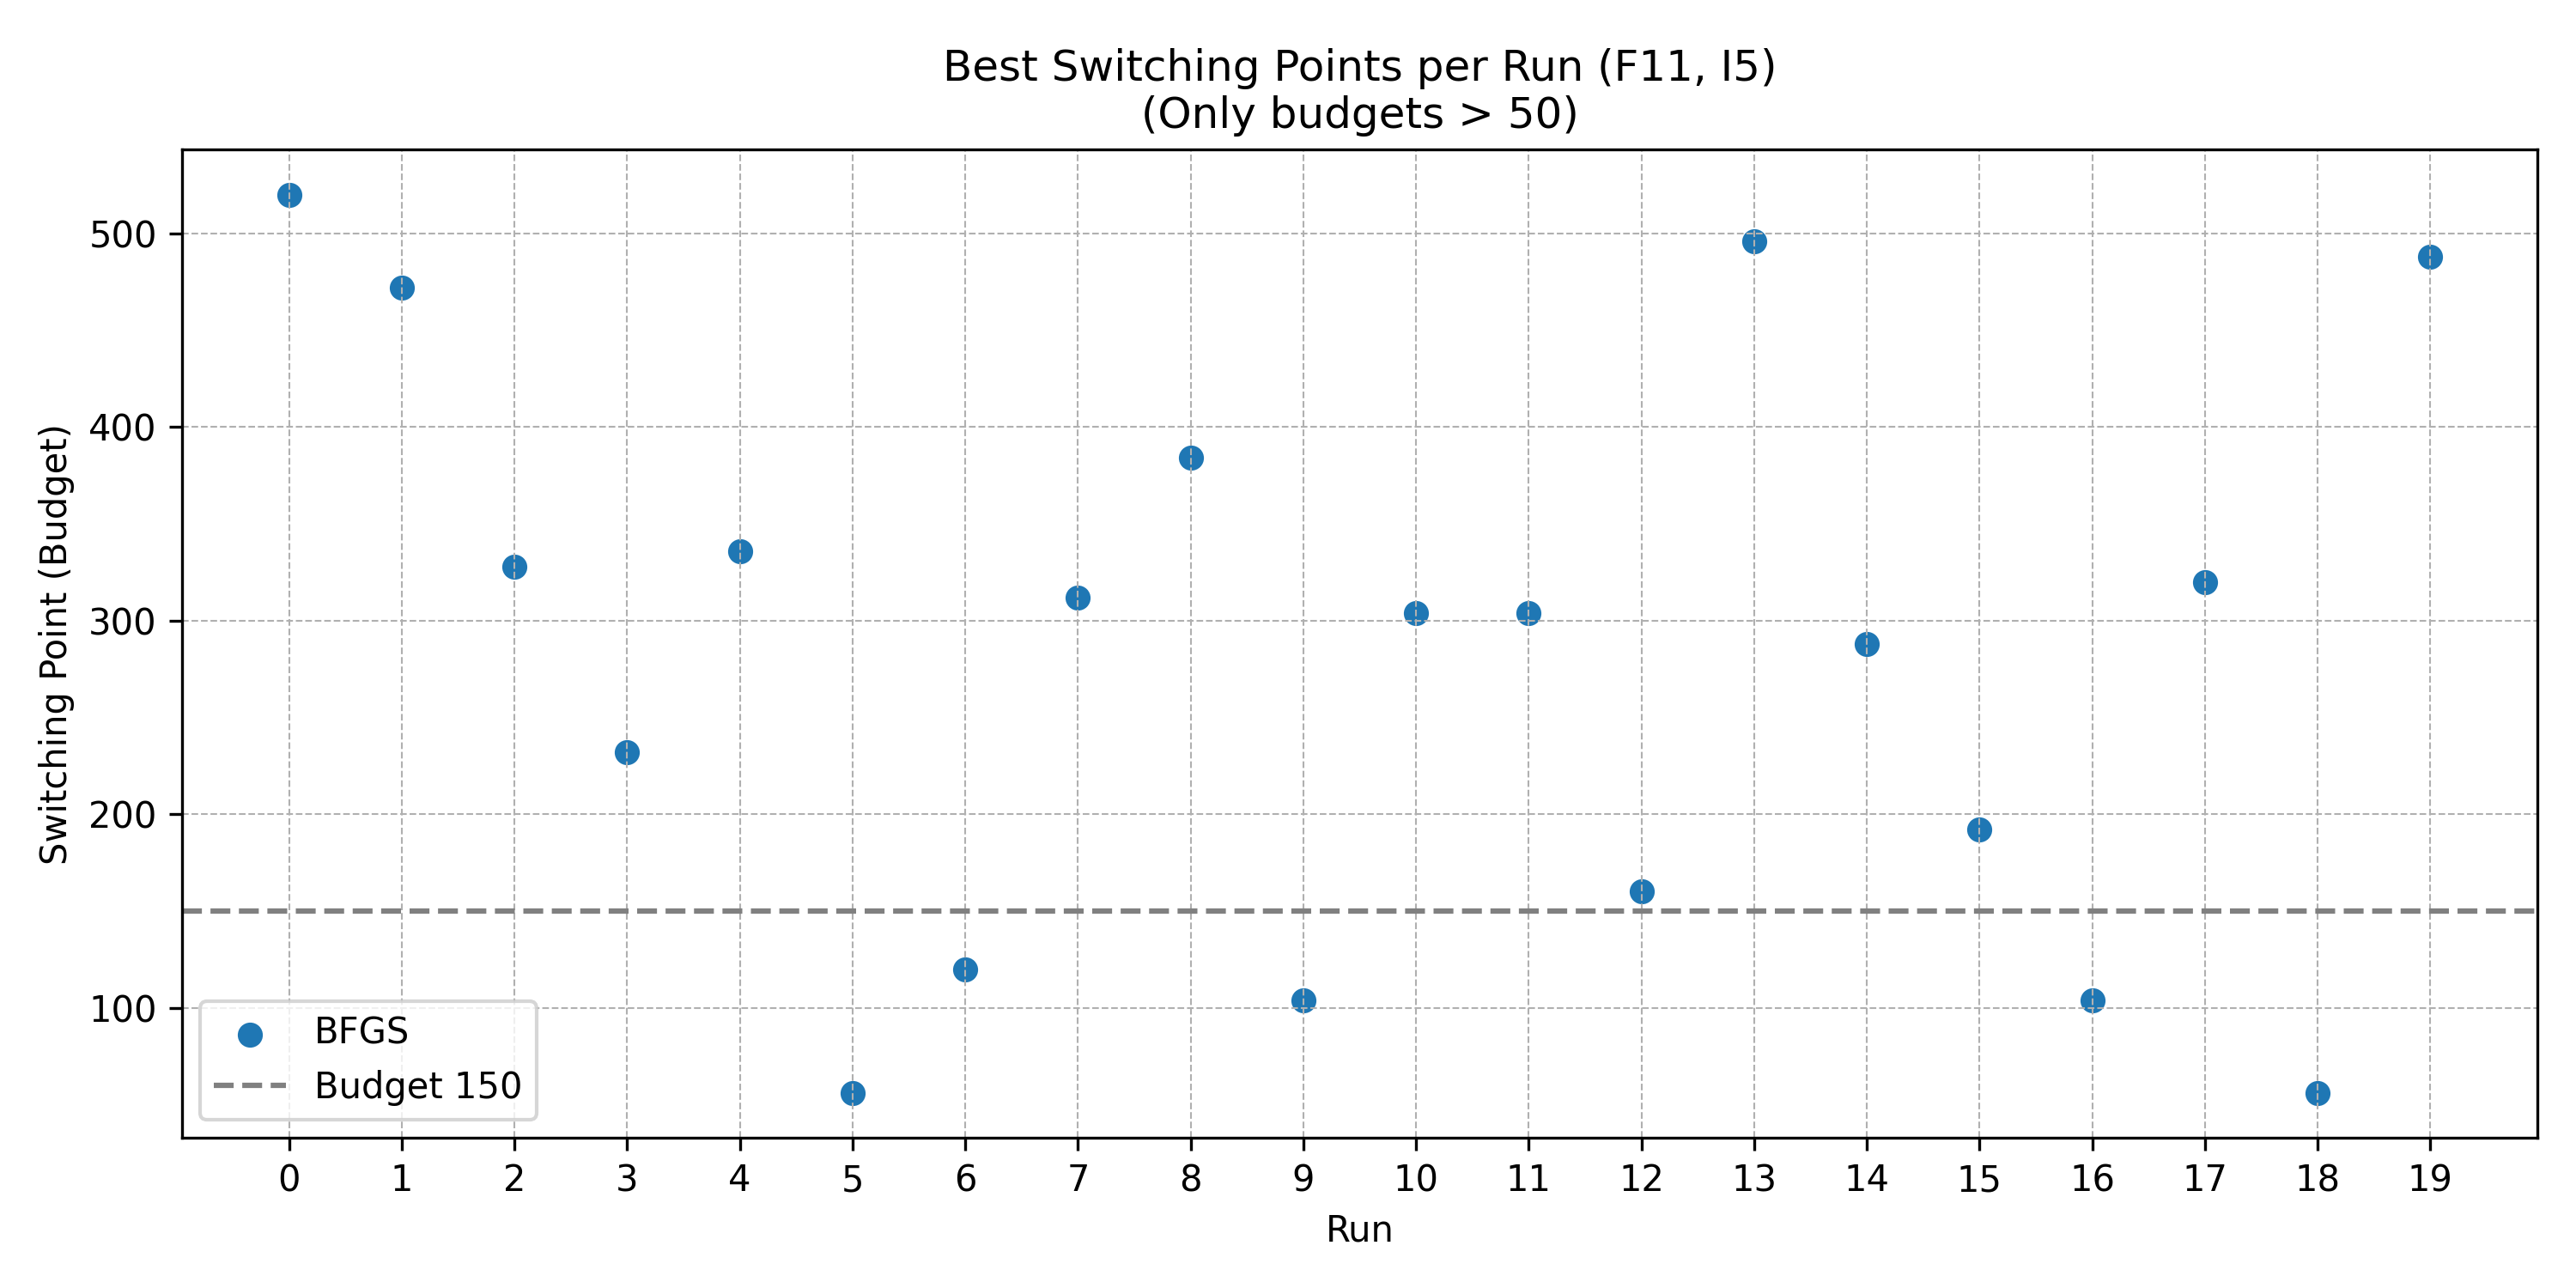 Best Switching Points per Run (F11, I5)
(Only budgets > 50)
Switching Point (Budget)
500
400
300
200
100
BFGS
Budget 150
0 1 2 3 4 5 6 7 8 9 10 11 12 13 14 15 16 17 18 19
Run